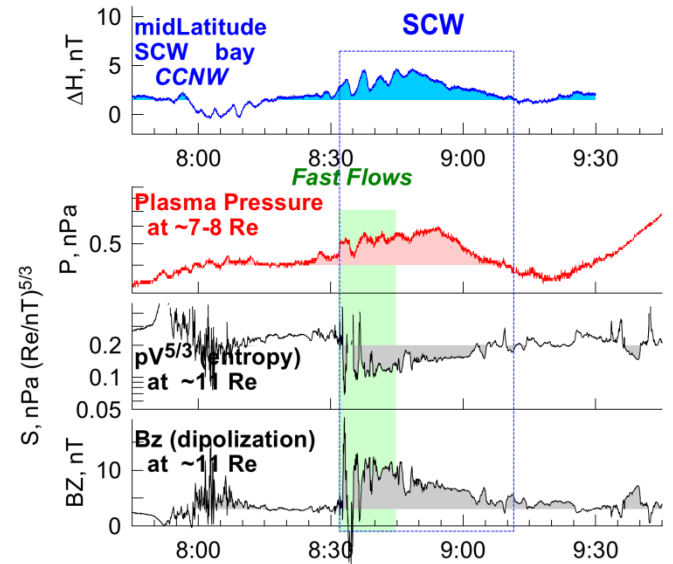 10
5
0
ΔH, nT
midLatitude
SCW bay
CCNW
SCW
8:00 8:30 9:00 9:30
Fast Flows
Plasma Pressure
at ~7-8 Re
P, nPa
0.5
S, nPa (Re/nT)5/3
0.2
0.1
0.05
pV5/3 (entropy)
at ~11 Re
BZ, nT
10
0
Bz (dipolization)
at ~11 Re
8:00 8:30 9:00 9:30